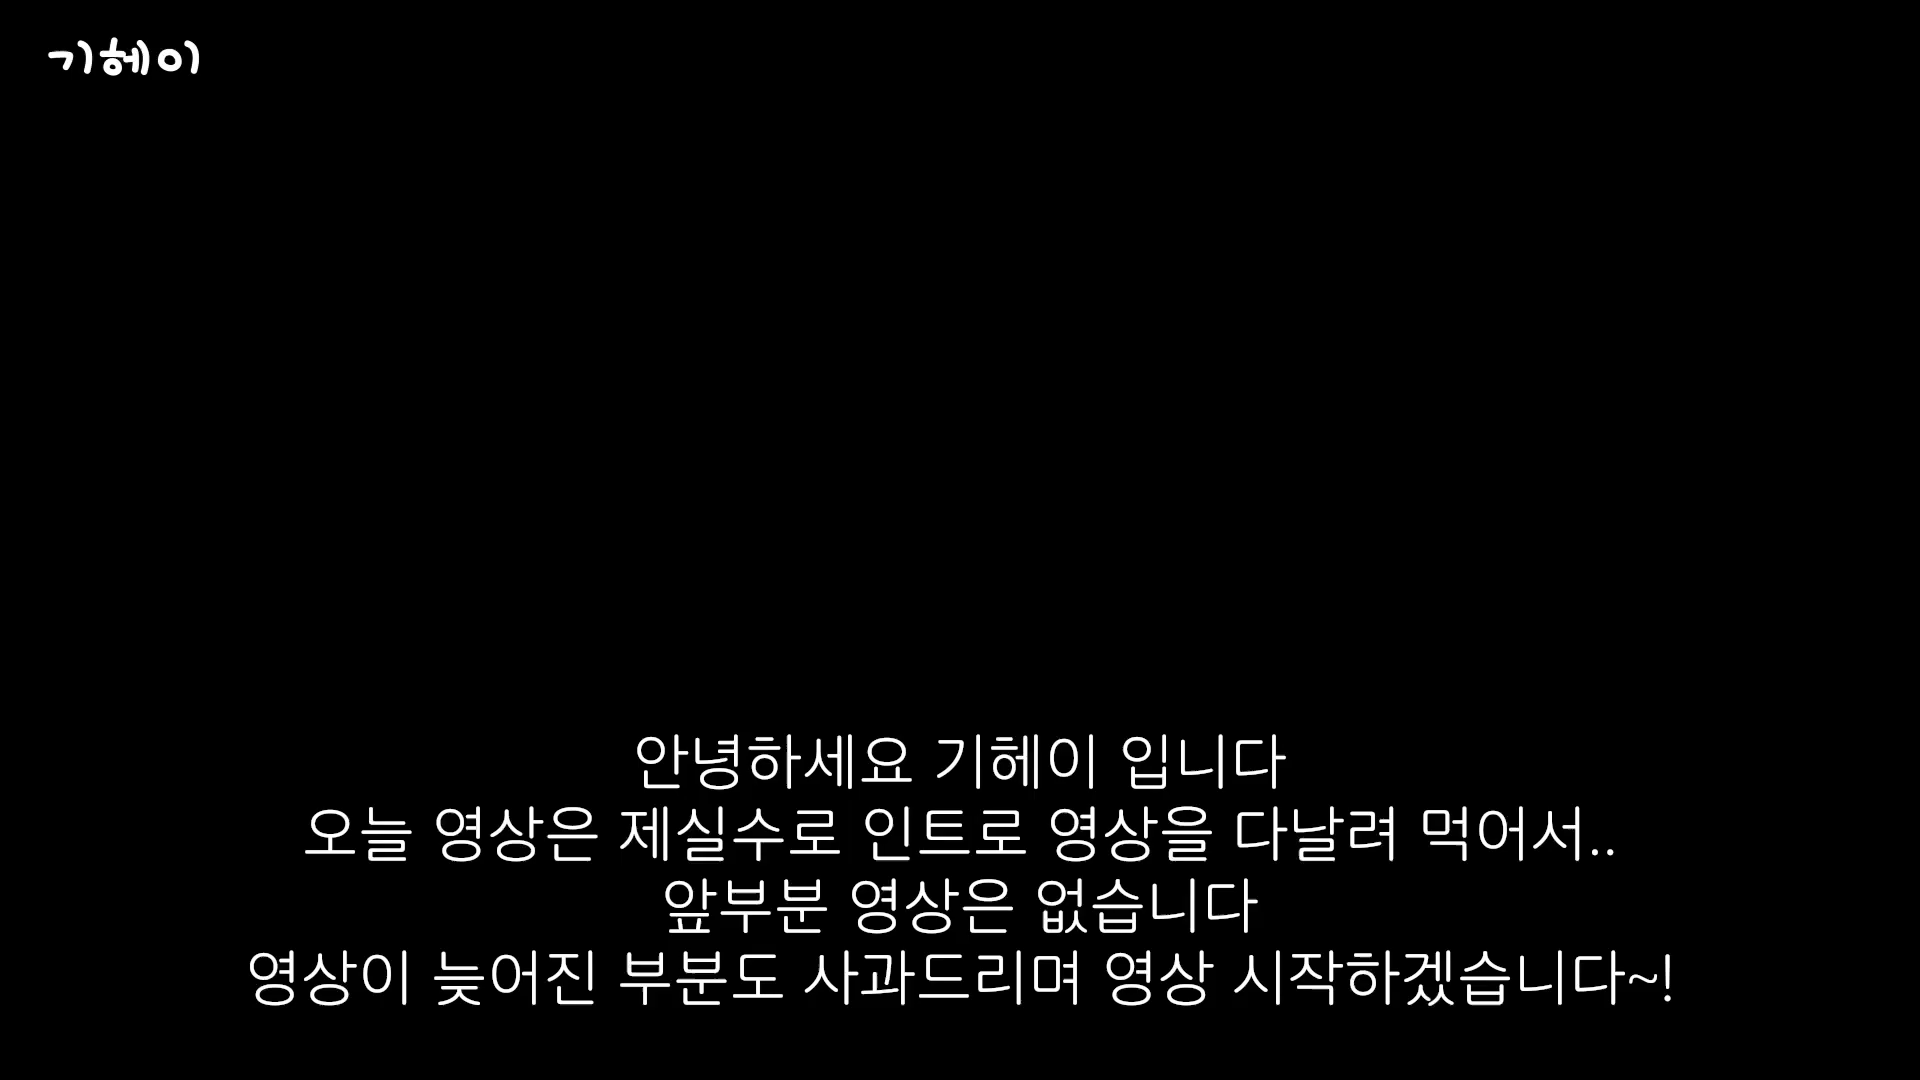 기헤이
안녕하세요 기헤이 입니다
오늘 영상은 제실수로 인트로 영상을 다날려 먹어서..
앞부분 영상은 없습니다
영상이 늦어진 부분도 사과드리며 영상 시작하겠습니다~!